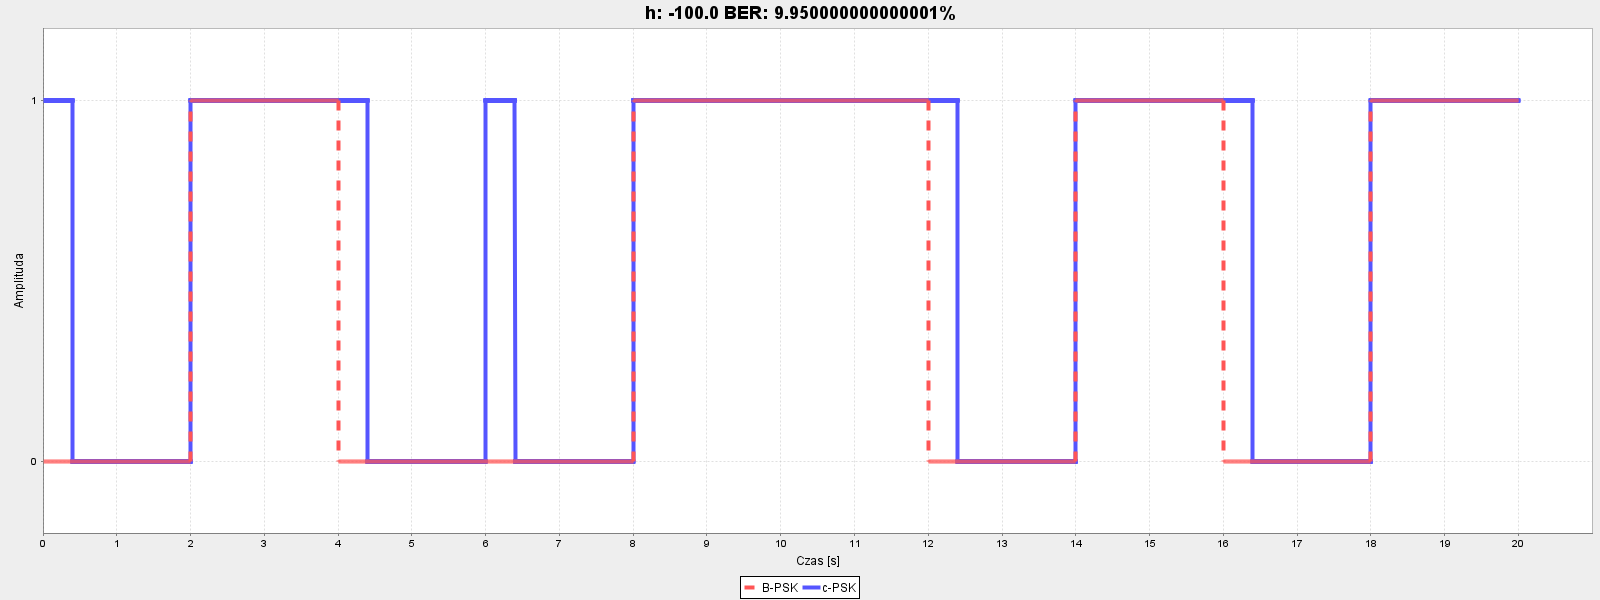 h: -100.0 BER: 9.950000000000001%
1
Amplituda
0
0 1 2 3 4 5 6 7 8 9 10 11 12 13 14 15 16 17 18 19 20
Czas [s]
B-PSK c-PSK